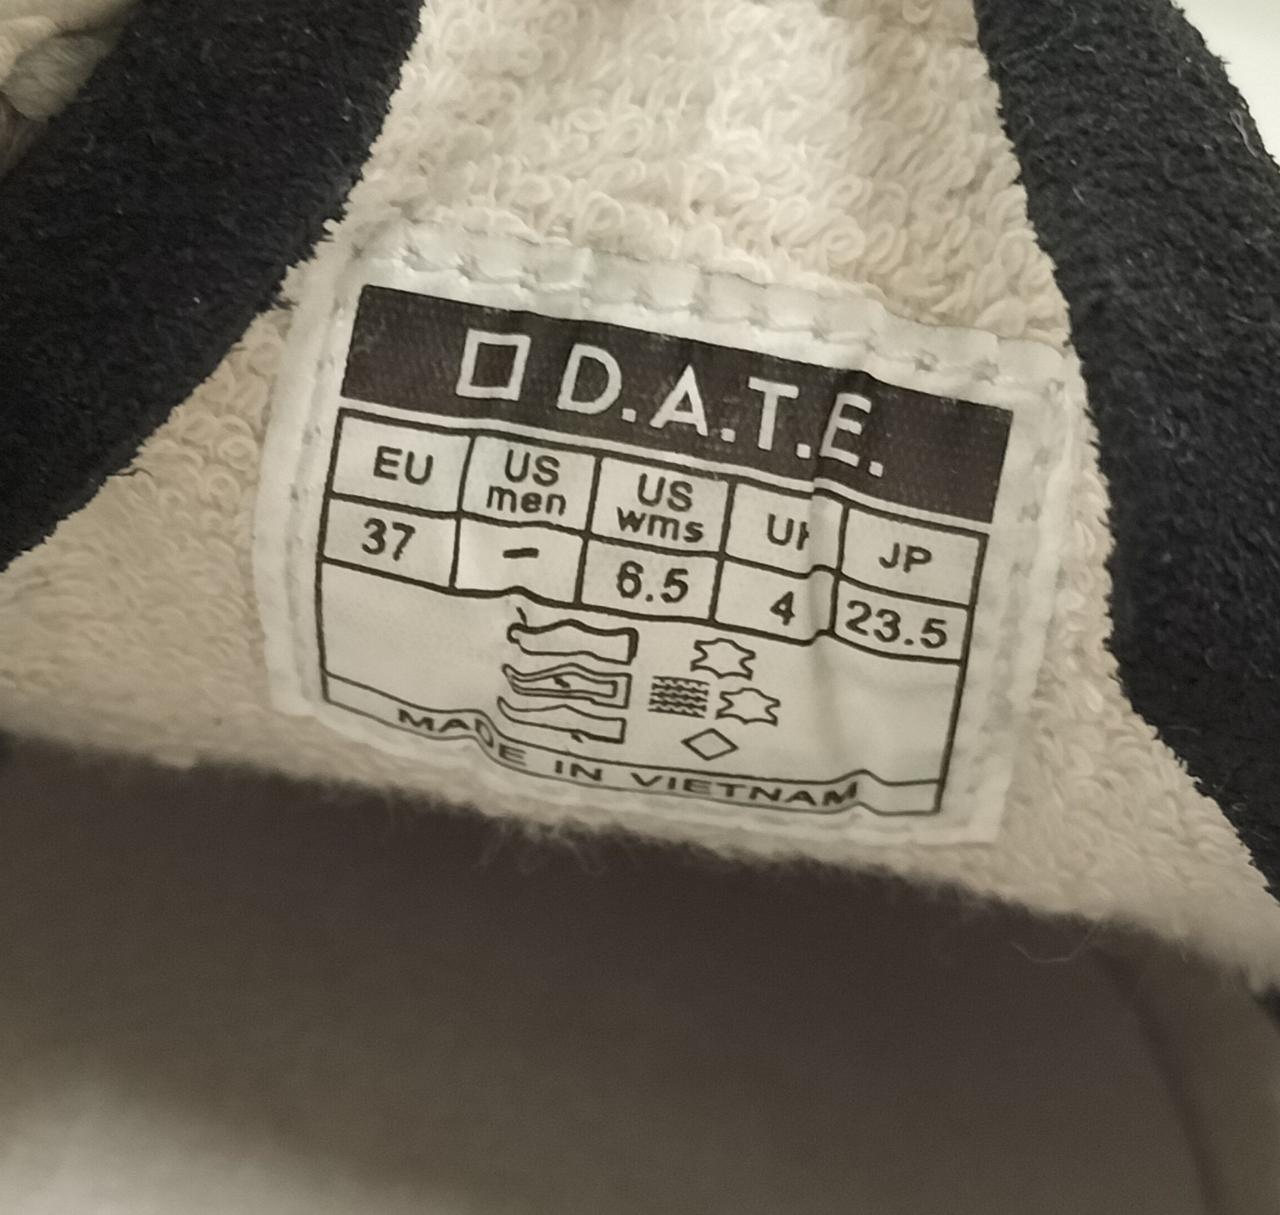 D.A.T.E.
EU US men US wms UK JP
37 - 6.5 4 23.5
MADE IN VIETNAM